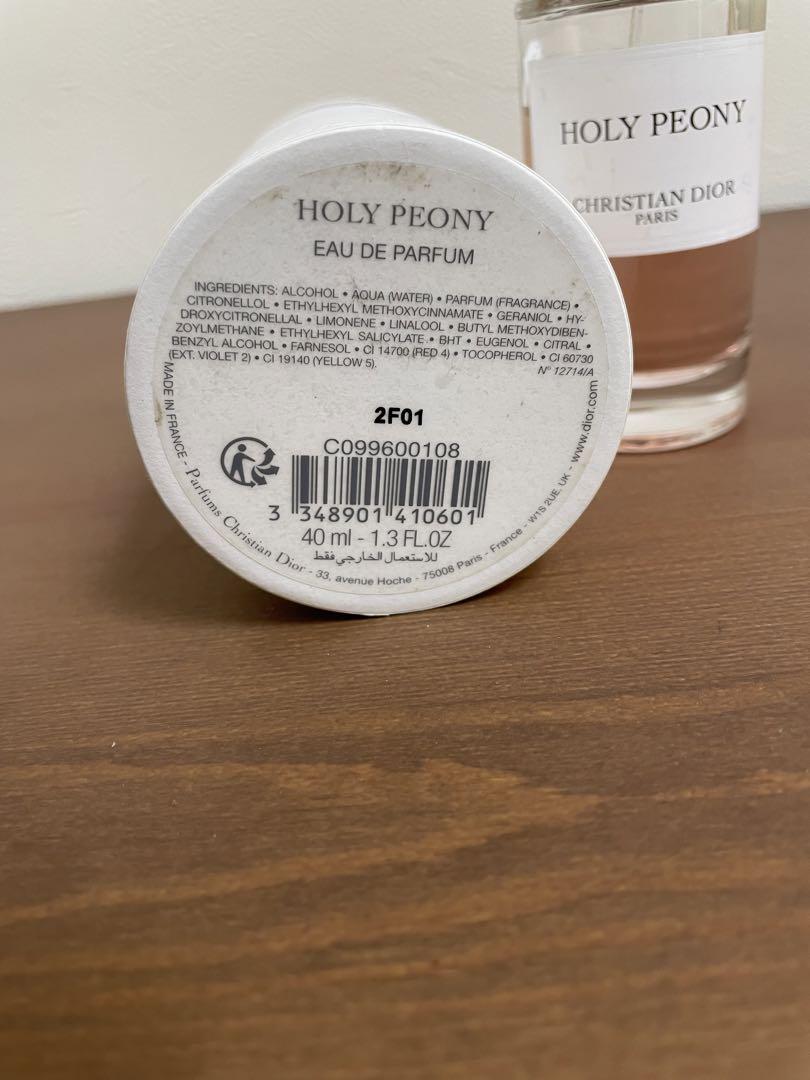 HOLY PEONY
EAU DE PARFUM
INGREDIENTS: ALCOHOL • AQUA (WATER) • PARFUM (FRAGRANCE) •
CITRONELLOL • ETHYLHEXYL METHOXYCINNAMATE • GERANIOL • HY-
DROXYCITRONELLAL • LIMONENE • LINALOOL • BUTYL METHOXYDIBEN-
ZOYLMETHANE • ETHYLHEXYL SALICYLATE • BHT • EUGENOL • CITRAL •
BENZYL ALCOHOL • FARNESOL • CI 14700 (RED 4) • TOCOPHEROL • CI 60730
(EXT. VIOLET 2) • CI 19140 (YELLOW 5).
N° 12714/A
2F01
C099600108
3 348901 410601
40 ml - 1.3 FL.OZ
للاستعمال الخارجي فقط
MADE IN FRANCE - Parfums Christian Dior - 33, avenue Hoche - 75008 Paris - France - W1S 2UE, UK - www.dior.com
HOLY PEONY
CHRISTIAN DIOR
PARIS